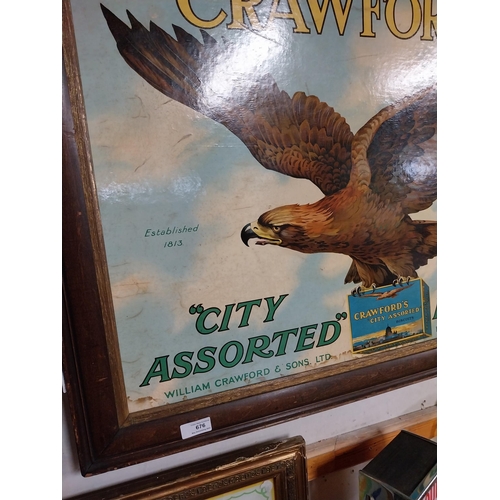 CRAWFORD
Established
1813
"CITY
ASSORTED"
WILLIAM CRAWFORD & SONS, LTD.
CRAWFORD'S
CITY ASSORTED
676